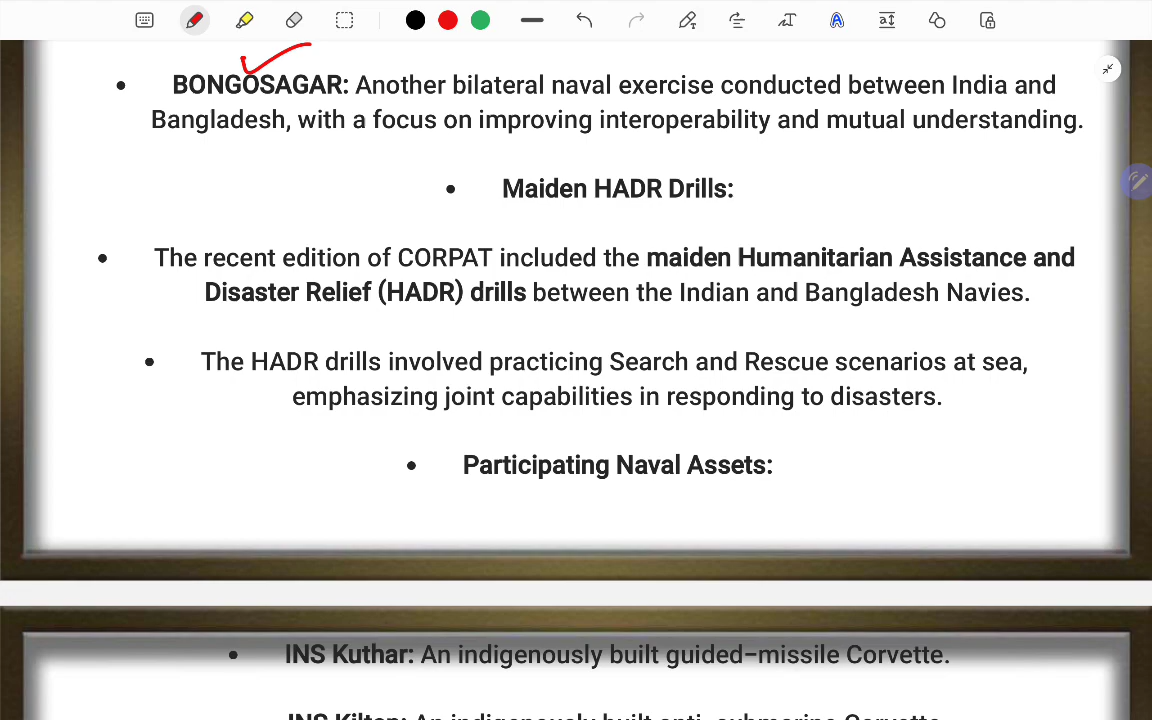 • BONGOSAGAR: Another bilateral naval exercise conducted between India and
Bangladesh, with a focus on improving interoperability and mutual understanding.
• Maiden HADR Drills:
• The recent edition of CORPAT included the maiden Humanitarian Assistance and
Disaster Relief (HADR) drills between the Indian and Bangladesh Navies.
• The HADR drills involved practicing Search and Rescue scenarios at sea,
emphasizing joint capabilities in responding to disasters.
• Participating Naval Assets:
• INS Kuthar: An indigenously built guided-missile Corvette.
INS Kiltan: An indigenously built anti-submarine Corvette